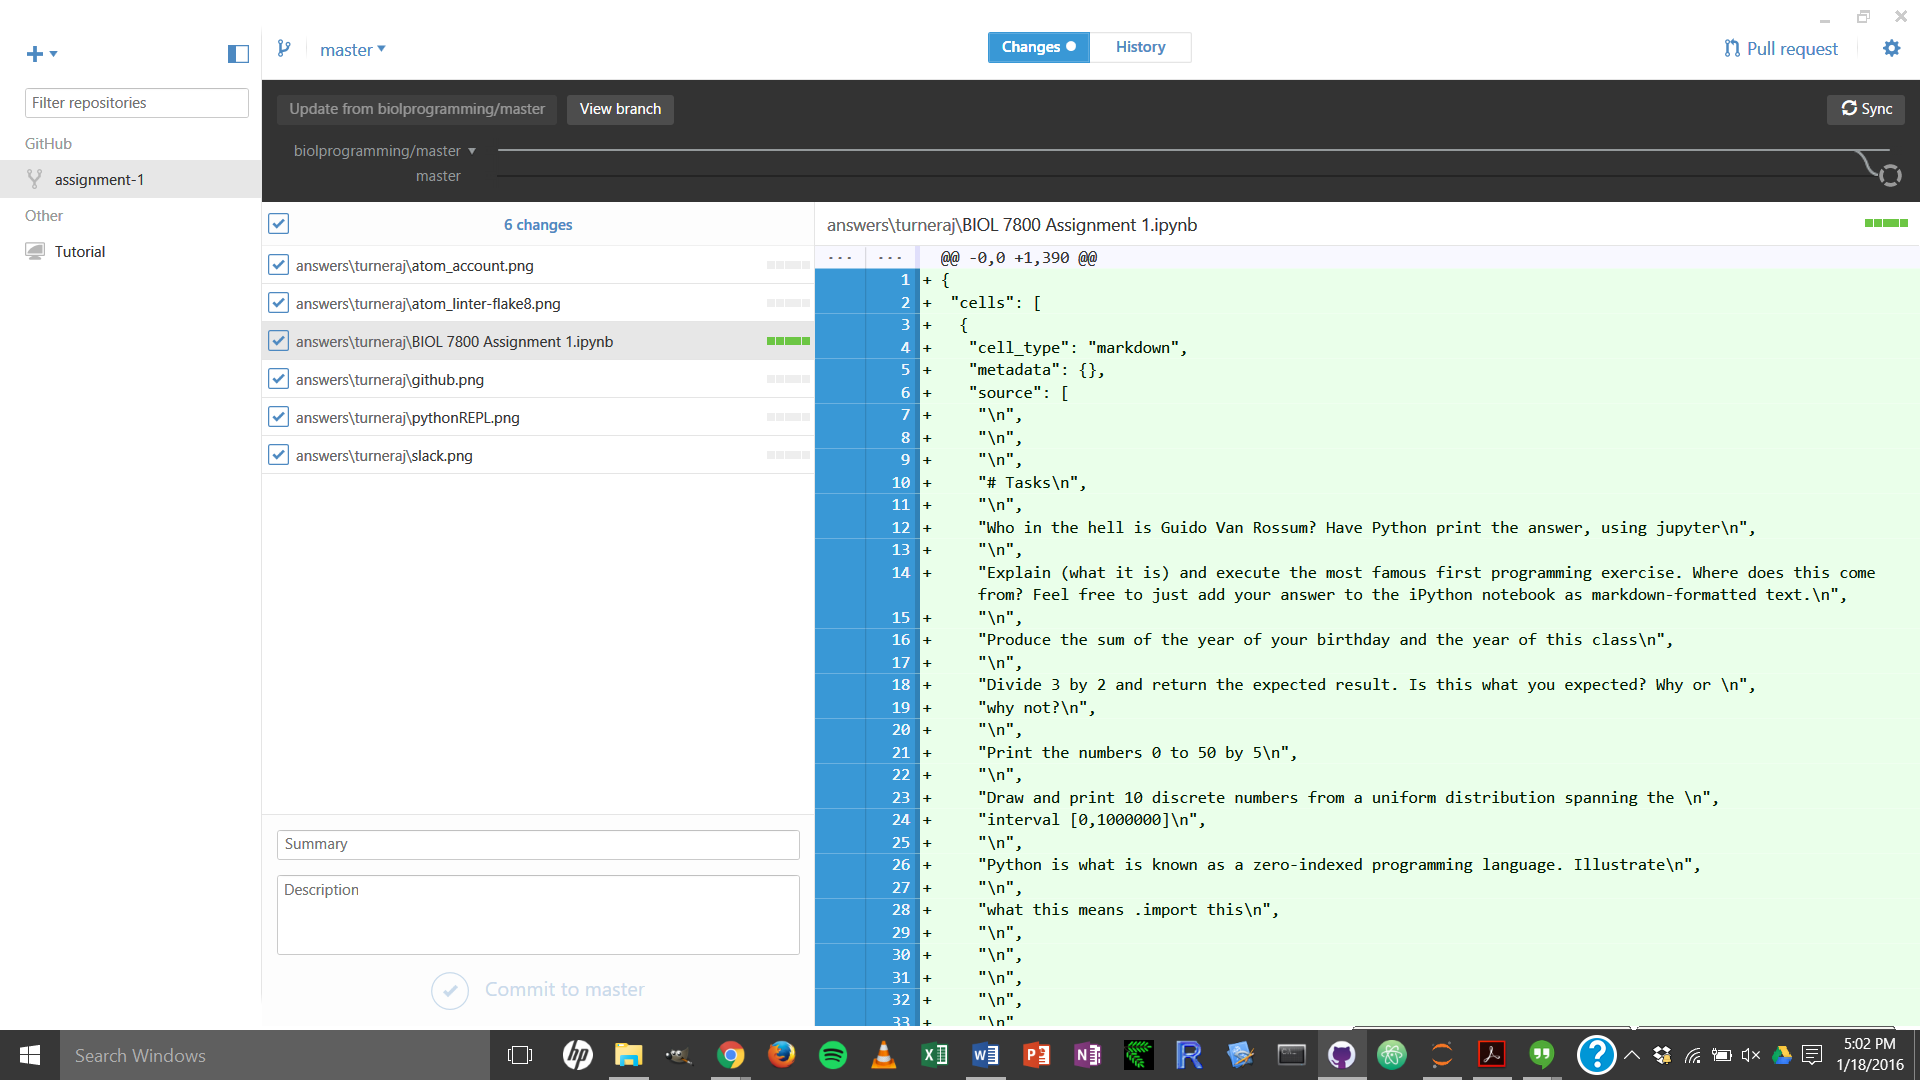 master
Changes
History
Pull request
Filter repositories
GitHub
assignment-1
Other
Tutorial
Update from biolprogramming/master
View branch
Sync
biolprogramming/master
master
6 changes
answers\turneraj\atom_account.png
answers\turneraj\atom_linter-flake8.png
answers\turneraj\BIOL 7800 Assignment 1.ipynb
answers\turneraj\github.png
answers\turneraj\pythonREPL.png
answers\turneraj\slack.png
Summary
Description
Commit to master
answers\turneraj\BIOL 7800 Assignment 1.ipynb
... ... @@ -0,0 +1,390 @@
1 + {
2 + "cells": [
3 + {
4 + "cell_type": "markdown",
5 + "metadata": {},
6 + "source": [
7 + "\n",
8 + "\n",
9 + "\n",
10 + "# Tasks\n",
11 + "\n",
12 + "Who in the hell is Guido Van Rossum? Have Python print the answer, using jupyter\n",
13 + "\n",
14 + "Explain (what it is) and execute the most famous first programming exercise. Where does this come
from? Feel free to just add your answer to the iPython notebook as markdown-formatted text.\n",
15 + "\n",
16 + "Produce the sum of the year of your birthday and the year of this class\n",
17 + "\n",
18 + "Divide 3 by 2 and return the expected result. Is this what you expected? Why or \n",
19 + "why not?\n",
20 + "\n",
21 + "Print the numbers 0 to 50 by 5\n",
22 + "\n",
23 + "Draw and print 10 discrete numbers from a uniform distribution spanning the \n",
24 + "interval [0,1000000]\n",
25 + "\n",
26 + "Python is what is known as a zero-indexed programming language. Illustrate\n",
27 + "\n",
28 + "what this means .import this\n",
29 + "\n",
30 + "\n",
31 + "\n",
32 + "\n",
33 + "\n"
Search Windows
5:02 PM
1/18/2016